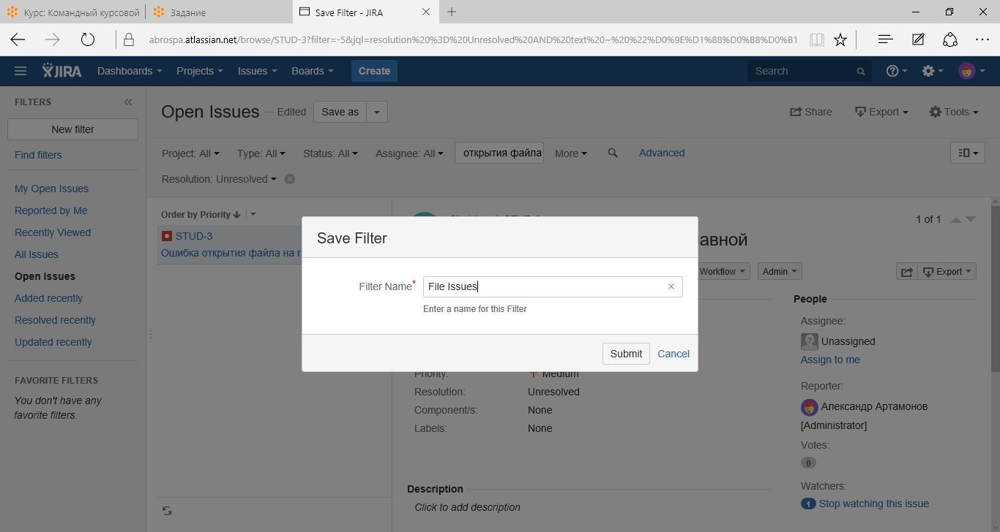 Курс: Командный курсовой
Задание
Save Filter - JIRA
abrospa.atlassian.net/browse/STUD-3?filter=-5&jql=resolution%20%3D%20Unresolved%20AND%20text%20~%20%22%D0%9E%D1%88%D0%B8%D0%B1
JIRA
Dashboards
Projects
Issues
Boards
Create
Search
FILTERS
New filter
Find filters
My Open Issues
Reported by Me
Recently Viewed
All Issues
Open Issues
Added recently
Resolved recently
Updated recently
FAVORITE FILTERS
You don't have any
favorite filters.
Open Issues
Edited
Save as
Share
Export
Tools
Project: All
Type: All
Status: All
Assignee: All
открытия файла
More
Advanced
Resolution: Unresolved
Order by Priority
STUD-3
Ошибка открытия файла на г
1 of 1
авной
Workflow
Admin
Export
Save Filter
Filter Name*
File Issues
Enter a name for this Filter
Submit
Cancel
Priority:
Medium
Resolution:
Unresolved
Component/s:
None
Labels:
None
Description
Click to add description
People
Assignee:
Unassigned
Assign to me
Reporter:
Александр Артамонов
[Administrator]
Votes:
0
Watchers:
1 Stop watching this issue